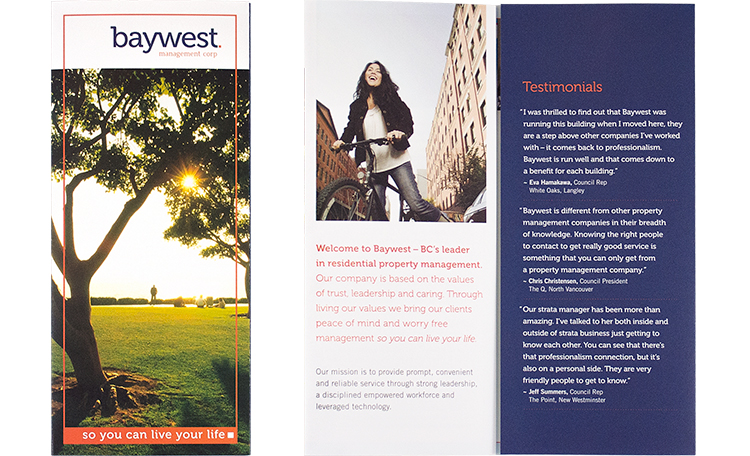 baywest.
management corp
so you can live your life
Welcome to Baywest – BC's leader
in residential property management.
Our company is based on the values
of trust, leadership and caring. Through
living our values we bring our clients
peace of mind and worry free
management so you can live your life.
Our mission is to provide prompt, convenient
and reliable service through strong leadership,
a disciplined empowered workforce and
leveraged technology.
Testimonials
"I was thrilled to find out that Baywest was
running this building when I moved here, they
are a step above other companies I've worked
with – it comes back to professionalism.
Baywest is run well and that comes down to
a benefit for each building."
– Eva Hamakawa, Council Rep
White Oaks, Langley
"Baywest is different from other property
management companies in their breadth
of knowledge. Knowing the right people
to contact to get really good service is
something that you can only get from
a property management company."
– Chris Christensen, Council President
The Q, North Vancouver
"Our strata manager has been more than
amazing. I've talked to her both inside and
outside of strata business just getting to
know each other. You can see that there's
that professionalism connection, but it's
also on a personal side. They are very
friendly people to get to know."
– Jeff Summers, Council Rep
The Point, New Westminster